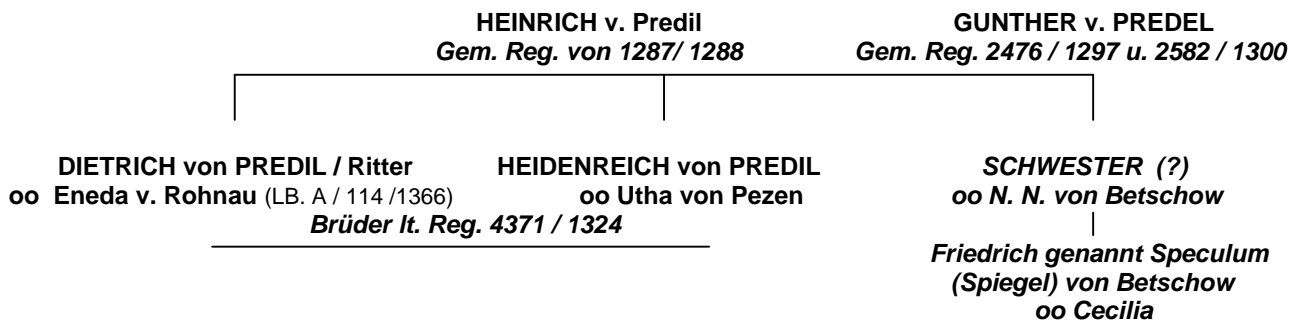 HEINRICH v. Predil
Gem. Reg. von 1287/ 1288
GUNTHER v. PREDEL
Gem. Reg. 2476 / 1297 u. 2582 / 1300
DIETRICH von PREDIL / Ritter
oo Eneda v. Rohnau (LB. A / 114 /1366)
HEIDENREICH von PREDIL
oo Utha von Pezen
Brüder lt. Reg. 4371 / 1324
SCHWESTER (?)
oo N. N. von Betschow
Friedrich genannt Speculum
(Spiegel) von Betschow
oo Cecilia